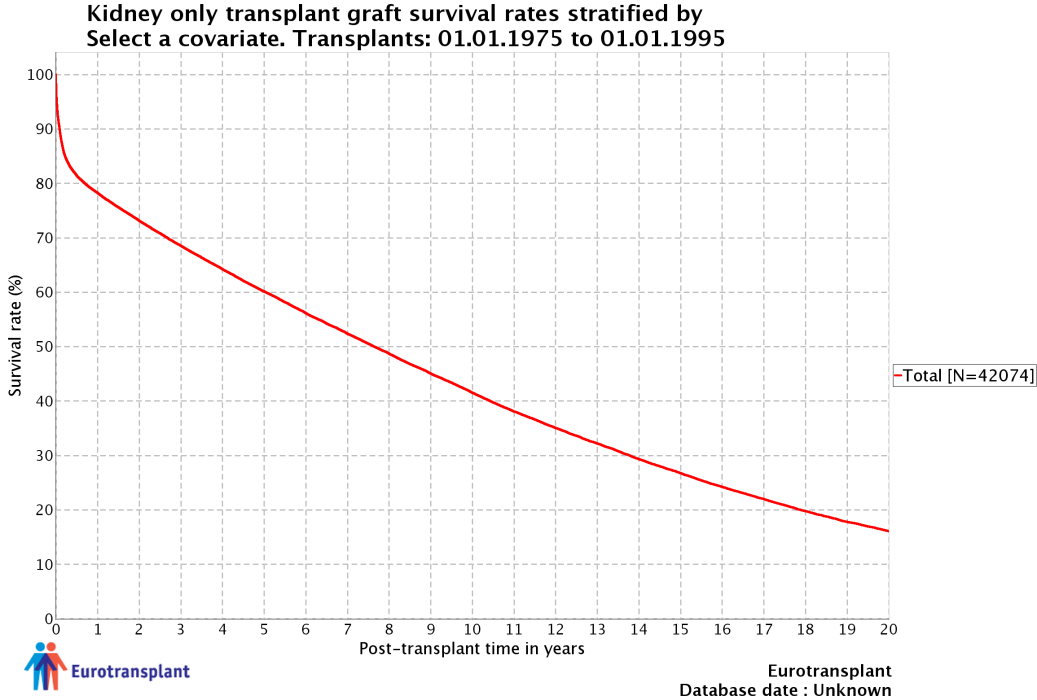 Kidney only transplant graft survival rates stratified by
Select a covariate. Transplants: 01.01.1975 to 01.01.1995
100
90
80
70
60
50
40
30
20
10
0
Survival rate (%)
Total [N=42074]
0 1 2 3 4 5 6 7 8 9 10 11 12 13 14 15 16 17 18 19 20
Post-transplant time in years
Eurotransplant
Eurotransplant
Database date : Unknown